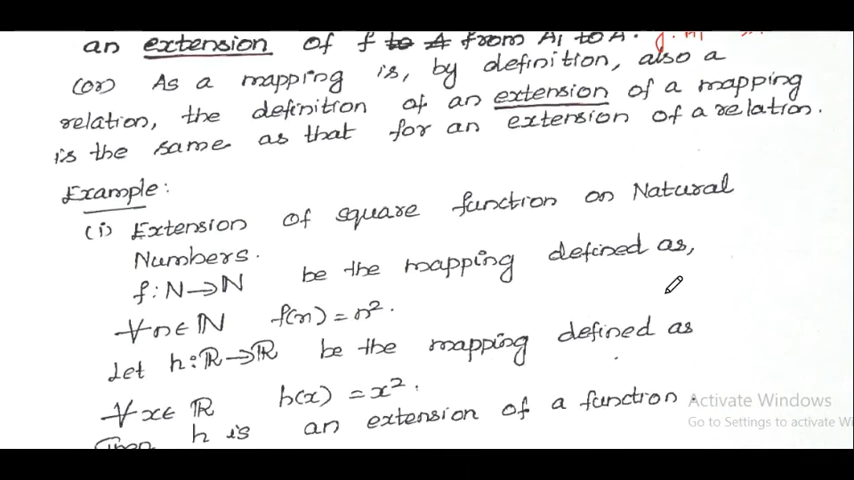 an extension of f to A from A₁ to A.
(or) As a mapping is, by definition, also a
relation, the definition of an extension of a mapping
is the same as that for an extension of a relation.
Example:
(i) Extension of square function on Natural
Numbers.
f: N → N be the mapping defined as,
∀n∈ℕ f(n) = n².
Let h: ℝ → ℝ be the mapping defined as
∀x∈ ℝ h(x) = x².
Then h is an extension of a function.
Activate Windows
Go to Settings to activate Wi